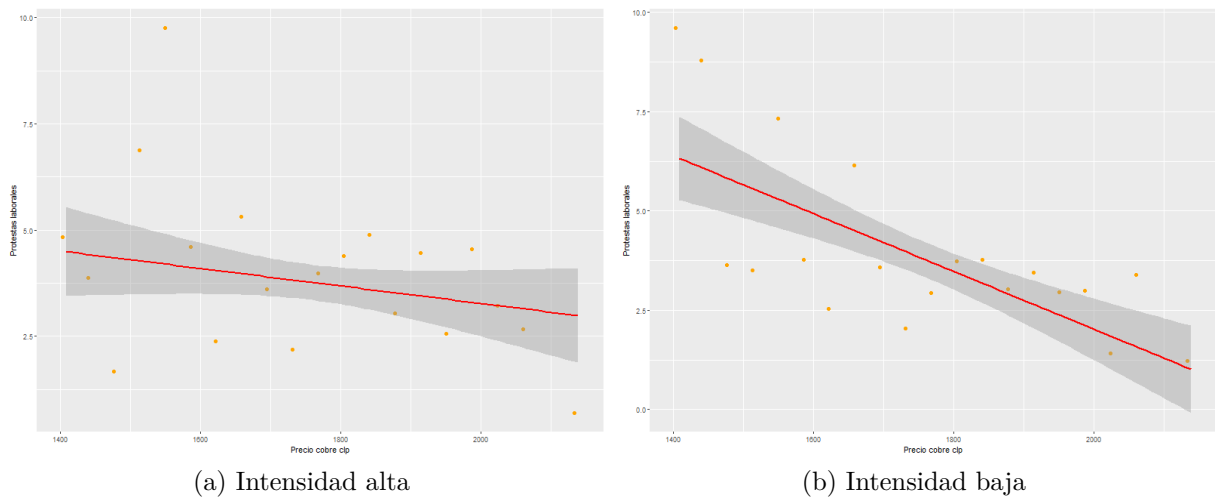 10.0
7.5
5.0
2.5
Protestas laborales
1400
1600
1800
2000
Precio cobre clp
(a) Intensidad alta
10.0
7.5
5.0
2.5
0.0
Protestas laborales
1400
1600
1800
2000
Precio cobre clp
(b) Intensidad baja